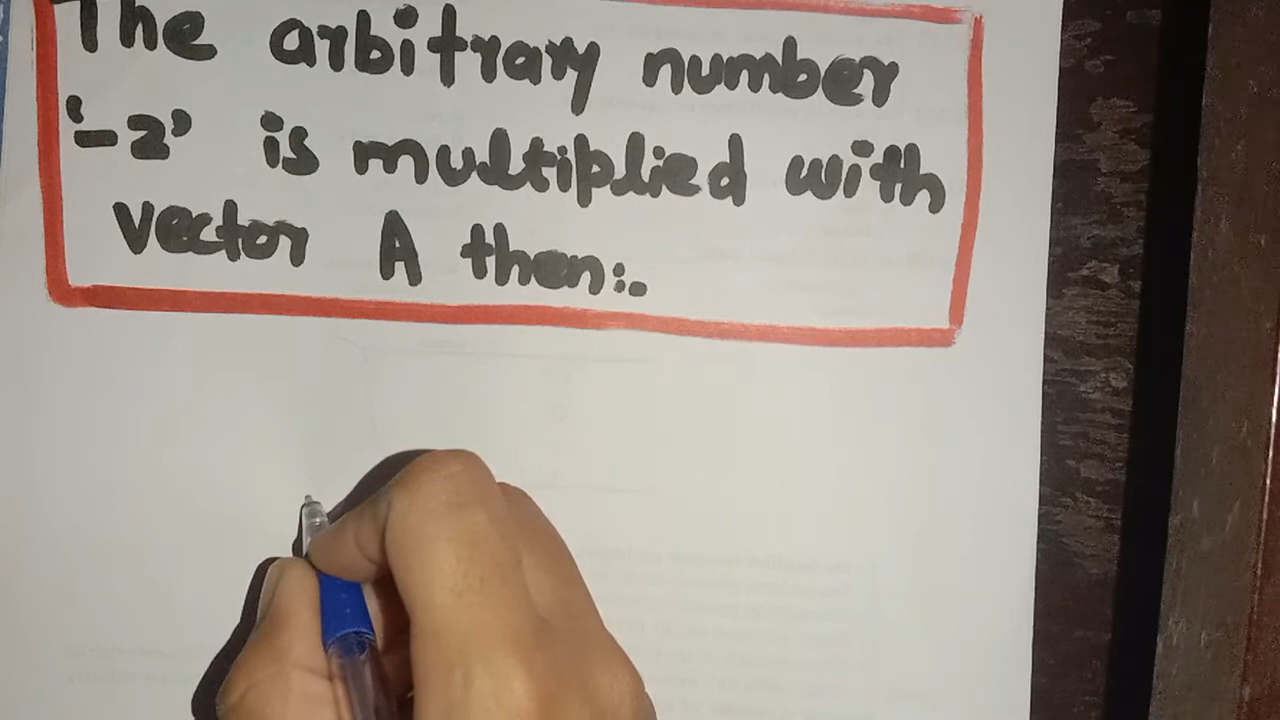 The arbitrary number
'-2' is multiplied with
vector A then:.